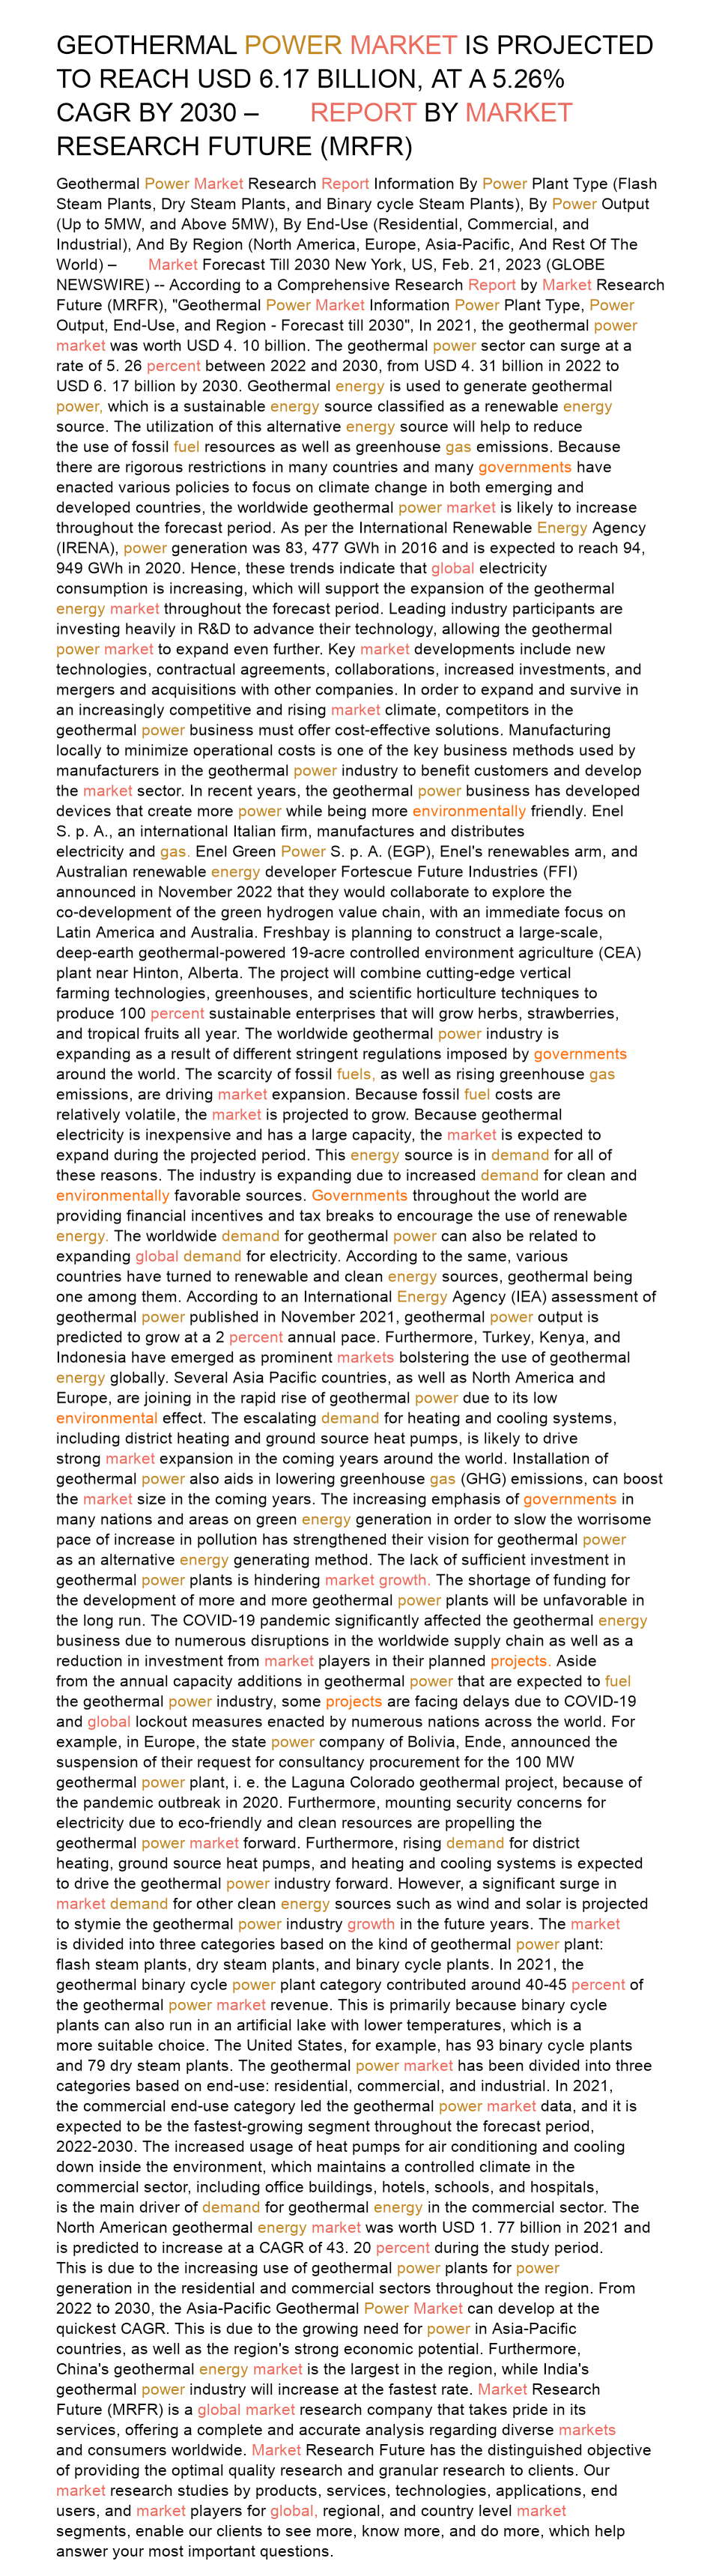 GEOTHERMAL POWER MARKET IS PROJECTED
TO REACH USD 6.17 BILLION, AT A 5.26%
CAGR BY 2030 – REPORT BY MARKET
RESEARCH FUTURE (MRFR)
Geothermal Power Market Research Report Information By Power Plant Type (Flash
Steam Plants, Dry Steam Plants, and Binary cycle Steam Plants), By Power Output
(Up to 5MW, and Above 5MW), By End-Use (Residential, Commercial, and
Industrial), And By Region (North America, Europe, Asia-Pacific, And Rest Of The
World) – Market Forecast Till 2030 New York, US, Feb. 21, 2023 (GLOBE
NEWSWIRE) -- According to a Comprehensive Research Report by Market Research
Future (MRFR), "Geothermal Power Market Information Power Plant Type, Power
Output, End-Use, and Region - Forecast till 2030", In 2021, the geothermal power
market was worth USD 4. 10 billion. The geothermal power sector can surge at a
rate of 5. 26 percent between 2022 and 2030, from USD 4. 31 billion in 2022 to
USD 6. 17 billion by 2030. Geothermal energy is used to generate geothermal
power, which is a sustainable energy source classified as a renewable energy
source. The utilization of this alternative energy source will help to reduce
the use of fossil fuel resources as well as greenhouse gas emissions. Because
there are rigorous restrictions in many countries and many governments have
enacted various policies to focus on climate change in both emerging and
developed countries, the worldwide geothermal power market is likely to increase
throughout the forecast period. As per the International Renewable Energy Agency
(IRENA), power generation was 83, 477 GWh in 2016 and is expected to reach 94,
949 GWh in 2020. Hence, these trends indicate that global electricity
consumption is increasing, which will support the expansion of the geothermal
energy market throughout the forecast period. Leading industry participants are
investing heavily in R&D to advance their technology, allowing the geothermal
power market to expand even further. Key market developments include new
technologies, contractual agreements, collaborations, increased investments, and
mergers and acquisitions with other companies. In order to expand and survive in
an increasingly competitive and rising market climate, competitors in the
geothermal power business must offer cost-effective solutions. Manufacturing
locally to minimize operational costs is one of the key business methods used by
manufacturers in the geothermal power industry to benefit customers and develop
the market sector. In recent years, the geothermal power business has developed
devices that create more power while being more environmentally friendly. Enel
S. p. A., an international Italian firm, manufactures and distributes
electricity and gas. Enel Green Power S. p. A. (EGP), Enel's renewables arm, and
Australian renewable energy developer Fortescue Future Industries (FFI)
announced in November 2022 that they would collaborate to explore the
co-development of the green hydrogen value chain, with an immediate focus on
Latin America and Australia. Freshbay is planning to construct a large-scale,
deep-earth geothermal-powered 19-acre controlled environment agriculture (CEA)
plant near Hinton, Alberta. The project will combine cutting-edge vertical
farming technologies, greenhouses, and scientific horticulture techniques to
produce 100 percent sustainable enterprises that will grow herbs, strawberries,
and tropical fruits all year. The worldwide geothermal power industry is
expanding as a result of different stringent regulations imposed by governments
around the world. The scarcity of fossil fuels, as well as rising greenhouse gas
emissions, are driving market expansion. Because fossil fuel costs are
relatively volatile, the market is projected to grow. Because geothermal
electricity is inexpensive and has a large capacity, the market is expected to
expand during the projected period. This energy source is in demand for all of
these reasons. The industry is expanding due to increased demand for clean and
environmentally favorable sources. Governments throughout the world are
providing financial incentives and tax breaks to encourage the use of renewable
energy. The worldwide demand for geothermal power can also be related to
expanding global demand for electricity. According to the same, various
countries have turned to renewable and clean energy sources, geothermal being
one among them. According to an International Energy Agency (IEA) assessment of
geothermal power published in November 2021, geothermal power output is
predicted to grow at a 2 percent annual pace. Furthermore, Turkey, Kenya, and
Indonesia have emerged as prominent markets bolstering the use of geothermal
energy globally. Several Asia Pacific countries, as well as North America and
Europe, are joining in the rapid rise of geothermal power due to its low
environmental effect. The escalating demand for heating and cooling systems,
including district heating and ground source heat pumps, is likely to drive
strong market expansion in the coming years around the world. Installation of
geothermal power also aids in lowering greenhouse gas (GHG) emissions, can boost
the market size in the coming years. The increasing emphasis of governments in
many nations and areas on green energy generation in order to slow the worrisome
pace of increase in pollution has strengthened their vision for geothermal power
as an alternative energy generating method. The lack of sufficient investment in
geothermal power plants is hindering market growth. The shortage of funding for
the development of more and more geothermal power plants will be unfavorable in
the long run. The COVID-19 pandemic significantly affected the geothermal energy
business due to numerous disruptions in the worldwide supply chain as well as a
reduction in investment from market players in their planned projects. Aside
from the annual capacity additions in geothermal power that are expected to fuel
the geothermal power industry, some projects are facing delays due to COVID-19
and global lockout measures enacted by numerous nations across the world. For
example, in Europe, the state power company of Bolivia, Ende, announced the
suspension of their request for consultancy procurement for the 100 MW
geothermal power plant, i. e. the Laguna Colorado geothermal project, because of
the pandemic outbreak in 2020. Furthermore, mounting security concerns for
electricity due to eco-friendly and clean resources are propelling the
geothermal power market forward. Furthermore, rising demand for district
heating, ground source heat pumps, and heating and cooling systems is expected
to drive the geothermal power industry forward. However, a significant surge in
market demand for other clean energy sources such as wind and solar is projected
to stymie the geothermal power industry growth in the future years. The market
is divided into three categories based on the kind of geothermal power plant:
flash steam plants, dry steam plants, and binary cycle plants. In 2021, the
geothermal binary cycle power plant category contributed around 40-45 percent of
the geothermal power market revenue. This is primarily because binary cycle
plants can also run in an artificial lake with lower temperatures, which is a
more suitable choice. The United States, for example, has 93 binary cycle plants
and 79 dry steam plants. The geothermal power market has been divided into three
categories based on end-use: residential, commercial, and industrial. In 2021,
the commercial end-use category led the geothermal power market data, and it is
expected to be the fastest-growing segment throughout the forecast period,
2022-2030. The increased usage of heat pumps for air conditioning and cooling
down inside the environment, which maintains a controlled climate in the
commercial sector, including office buildings, hotels, schools, and hospitals,
is the main driver of demand for geothermal energy in the commercial sector. The
North American geothermal energy market was worth USD 1. 77 billion in 2021 and
is predicted to increase at a CAGR of 43. 20 percent during the study period.
This is due to the increasing use of geothermal power plants for power
generation in the residential and commercial sectors throughout the region. From
2022 to 2030, the Asia-Pacific Geothermal Power Market can develop at the
quickest CAGR. This is due to the growing need for power in Asia-Pacific
countries, as well as the region's strong economic potential. Furthermore,
China's geothermal energy market is the largest in the region, while India's
geothermal power industry will increase at the fastest rate. Market Research
Future (MRFR) is a global market research company that takes pride in its
services, offering a complete and accurate analysis regarding diverse markets
and consumers worldwide. Market Research Future has the distinguished objective
of providing the optimal quality research and granular research to clients. Our
market research studies by products, services, technologies, applications, end
users, and market players for global, regional, and country level market
segments, enable our clients to see more, know more, and do more, which help
answer your most important questions.